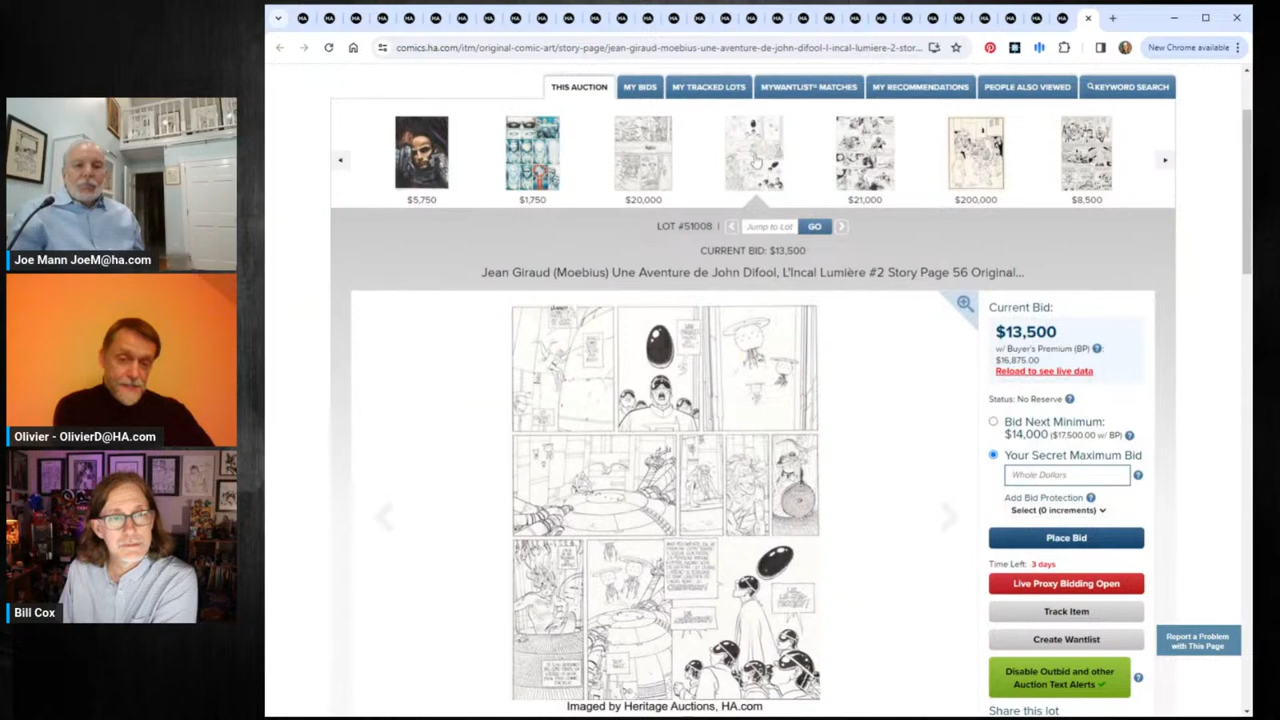 comics.ha.com/itm/original-comic-art/story-page/jean-giraud-moebius-une-aventure-de-john-difool-l-incal-lumiere-2-stor...
New Chrome available
THIS AUCTION
MY BIDS
MY TRACKED LOTS
MYWANTLIST® MATCHES
MY RECOMMENDATIONS
PEOPLE ALSO VIEWED
KEYWORD SEARCH
$5,750
$1,750
$20,000
$21,000
$200,000
$8,500
LOT #51008
Jump to Lot
GO
CURRENT BID: $13,500
Jean Giraud (Moebius) Une Aventure de John Difool, L'Incal Lumière #2 Story Page 56 Original...
Current Bid:
$13,500
w/ Buyer's Premium (BP)
$16,875.00
Reload to see live data
Status: No Reserve
Bid Next Minimum:
$14,000 ($17,500.00 w/ BP)
Your Secret Maximum Bid
Whole Dollars
Add Bid Protection
Select (0 increments)
Place Bid
Time Left: 3 days
Live Proxy Bidding Open
Track Item
Create Wantlist
Disable Outbid and other
Auction Text Alerts ✓
Share this lot
Report a Problem
with This Page
Imaged by Heritage Auctions, HA.com
Joe Mann JoeM@ha.com
Olivier - OlivierD@HA.com
Bill Cox